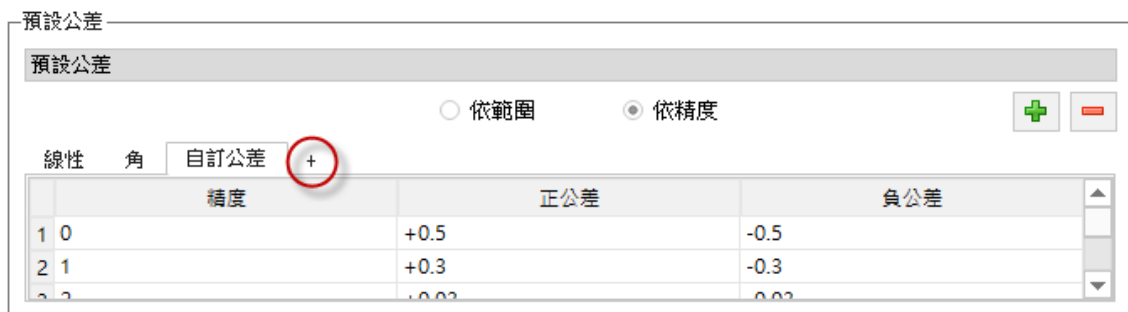 預設公差
預設公差
依範圍 依精度
線性 角 自訂公差 +
精度 正公差 負公差
1 0 +0.5 -0.5
2 1 +0.3 -0.3